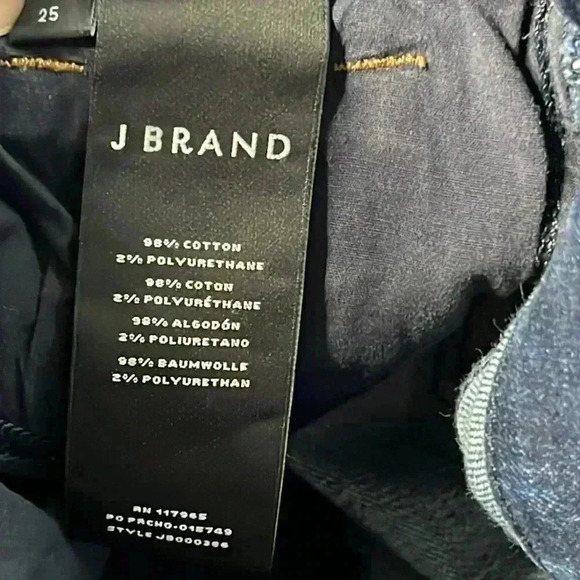 25
J BRAND
98% COTTON
2% POLYURETHANE
98% COTON
2% POLYURÉTHANE
98% ALGODÓN
2% POLIURETANO
98% BAUMWOLLE
2% POLYURETHAN
RN 117965
PO PRCHO-015749
STYLE JB000386